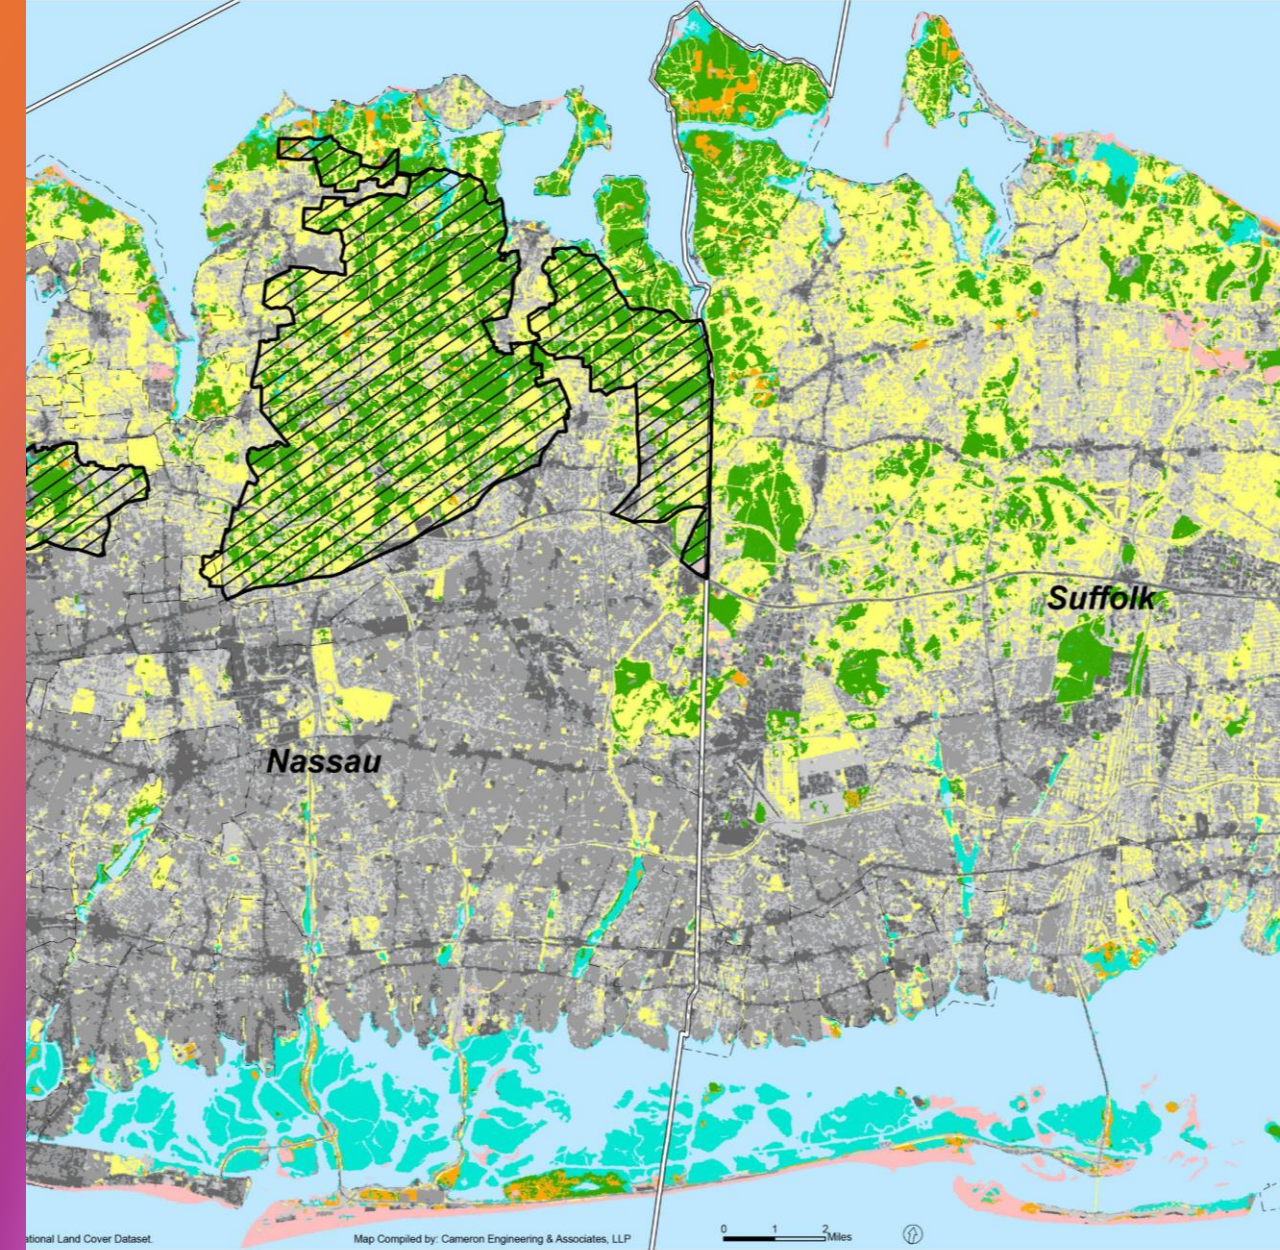 Suffolk
Nassau
ational Land Cover Dataset.
Map Compiled by: Cameron Engineering & Associates, LLP
0 1 2
Miles